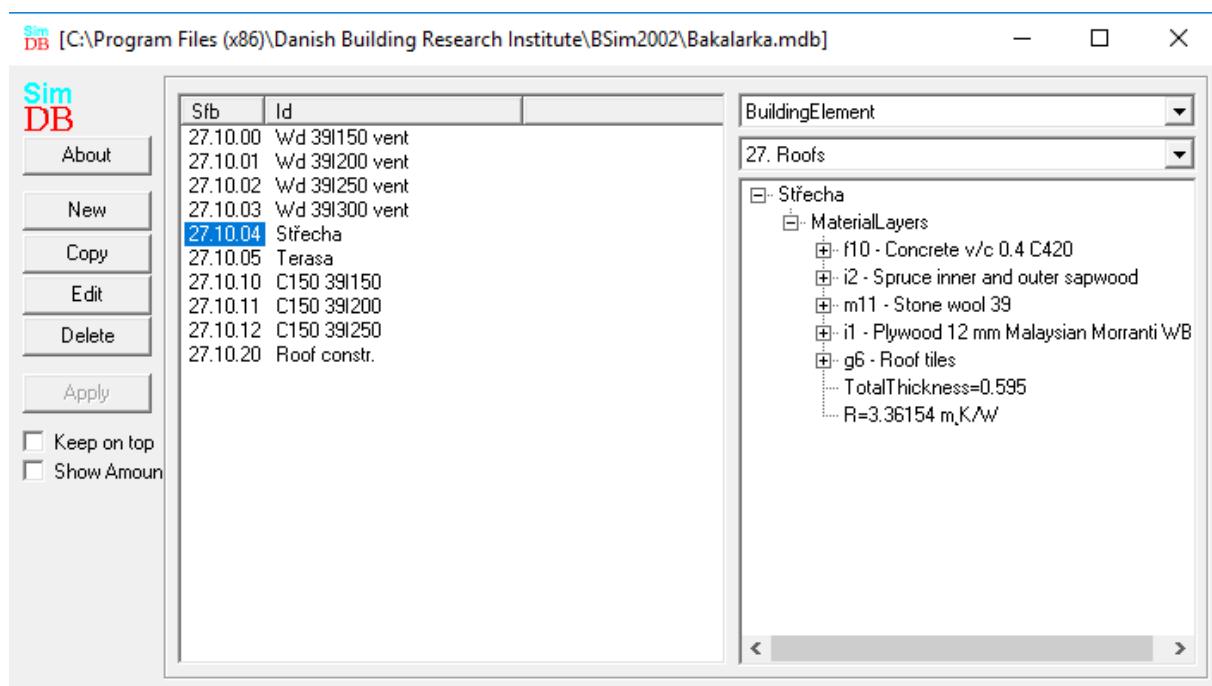 Sim
DB [C:\Program Files (x86)\Danish Building Research Institute\BSim2002\Bakalarka.mdb]
Sim
DB
About
New
Copy
Edit
Delete
Apply
Keep on top
Show Amoun
Sfb Id
27.10.00 Wd 39l150 vent
27.10.01 Wd 39l200 vent
27.10.02 Wd 39l250 vent
27.10.03 Wd 39l300 vent
27.10.04 Střecha
27.10.05 Terasa
27.10.10 C150 39l150
27.10.11 C150 39l200
27.10.12 C150 39l250
27.10.20 Roof constr.
BuildingElement
27. Roofs
Střecha
MaterialLayers
f10 - Concrete v/c 0.4 C420
i2 - Spruce inner and outer sapwood
m11 - Stone wool 39
i1 - Plywood 12 mm Malaysian Morranti WB
g6 - Roof tiles
TotalThickness=0.595
R=3.36154 m˛K/W